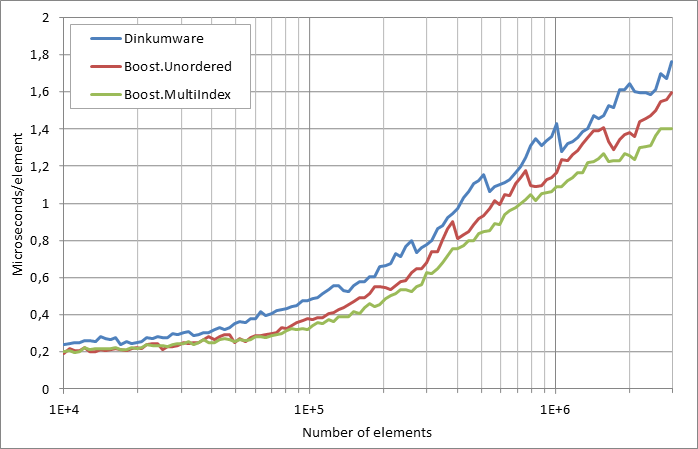 2
1,8
1,6
1,4
1,2
1
0,8
0,6
0,4
0,2
0
Microseconds/element
Dinkumware
Boost.Unordered
Boost.MultiIndex
1E+4 1E+5 1E+6
Number of elements